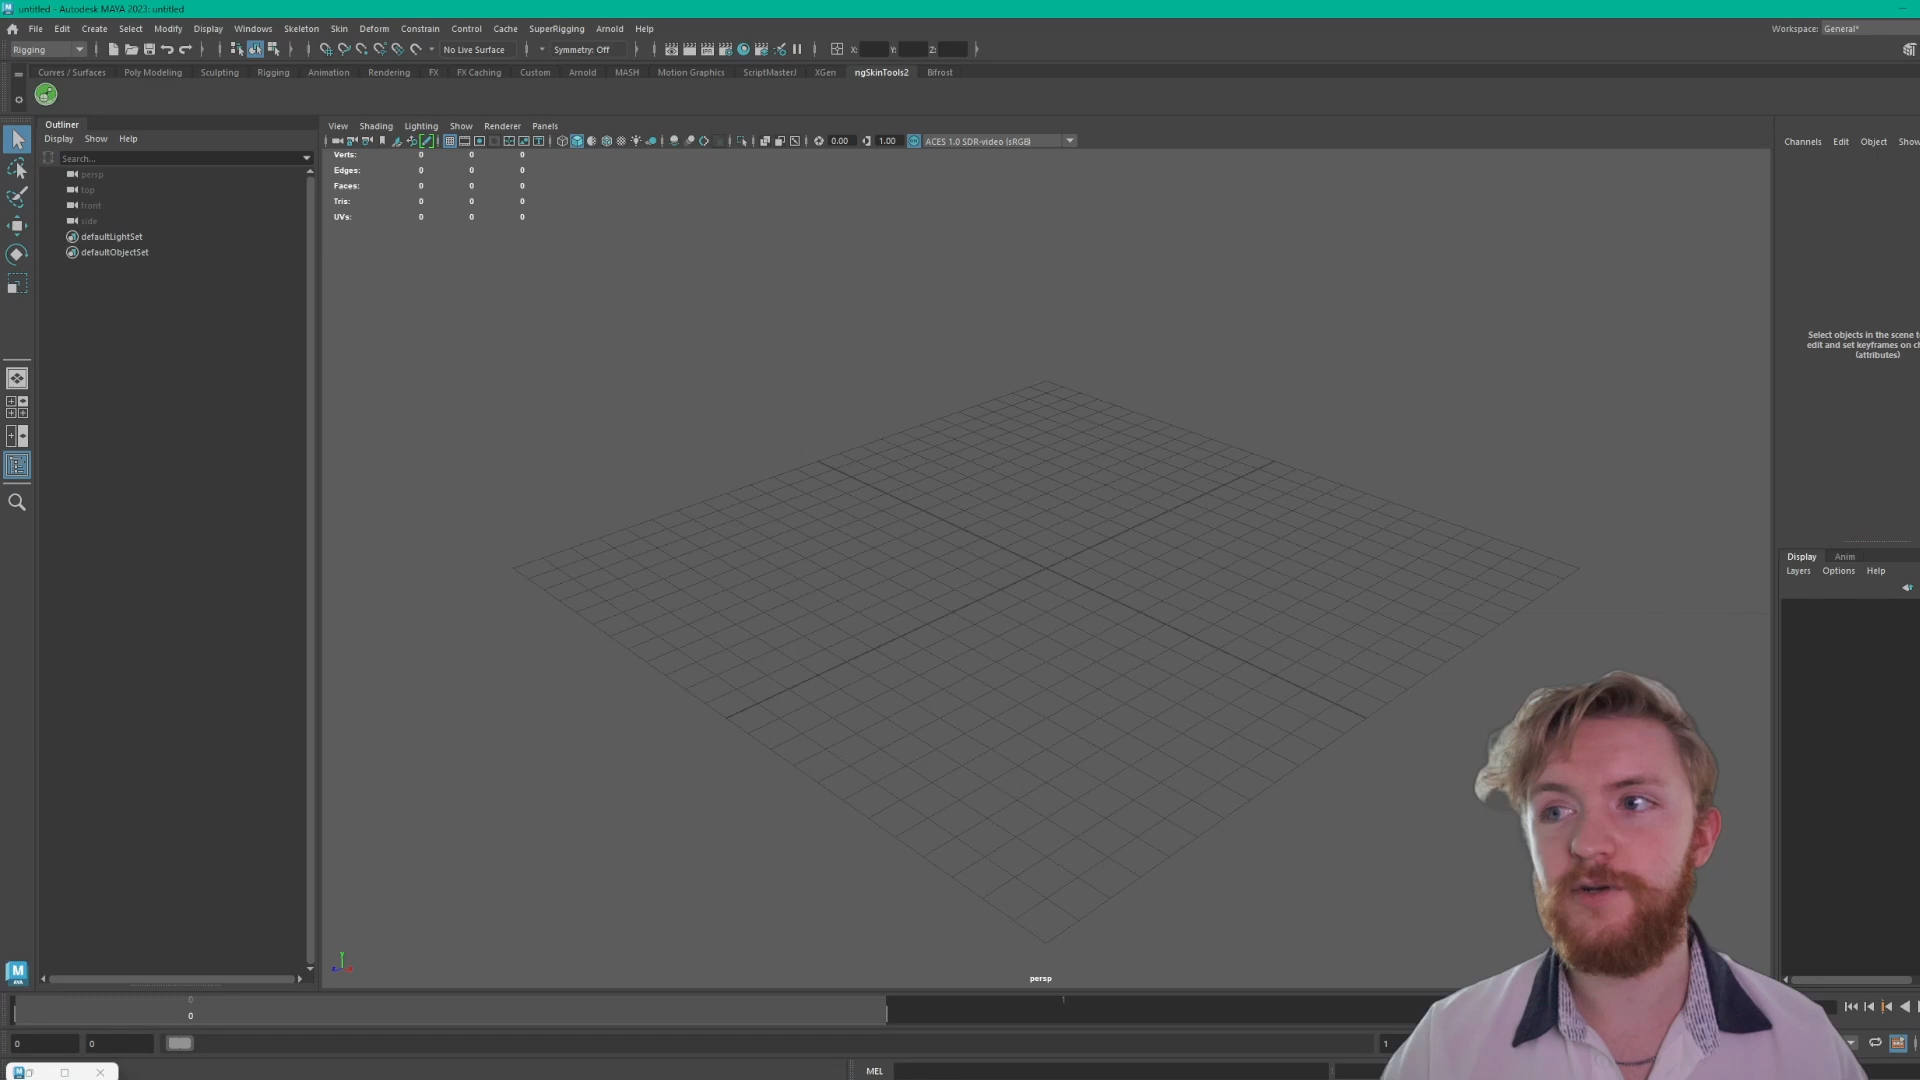 untitled - Autodesk MAYA 2023: untitled
File Edit Create Select Modify Display Windows Skeleton Skin Deform Constrain Control Cache SuperRigging Arnold Help
Workspace: General*
Rigging
No Live Surface
Symmetry: Off
X: Y: Z:
Curves / Surfaces Poly Modeling Sculpting Rigging Animation Rendering FX FX Caching Custom Arnold MASH Motion Graphics ScriptMasterJ XGen ngSkinTools2 Bifrost
Outliner
Display Show Help
Search...
persp
top
front
side
defaultLightSet
defaultObjectSet
View Shading Lighting Show Renderer Panels
0.00 1.00 ACES 1.0 SDR-video (sRGB)
Verts: 0 0 0
Edges: 0 0 0
Faces: 0 0 0
Tris: 0 0 0
UVs: 0 0 0
persp
Channels Edit Object Show
Select objects in the scene to
edit and set keyframes on ch
(attributes)
Display Anim
Layers Options Help
M
0 1
0
0 0 1
MEL